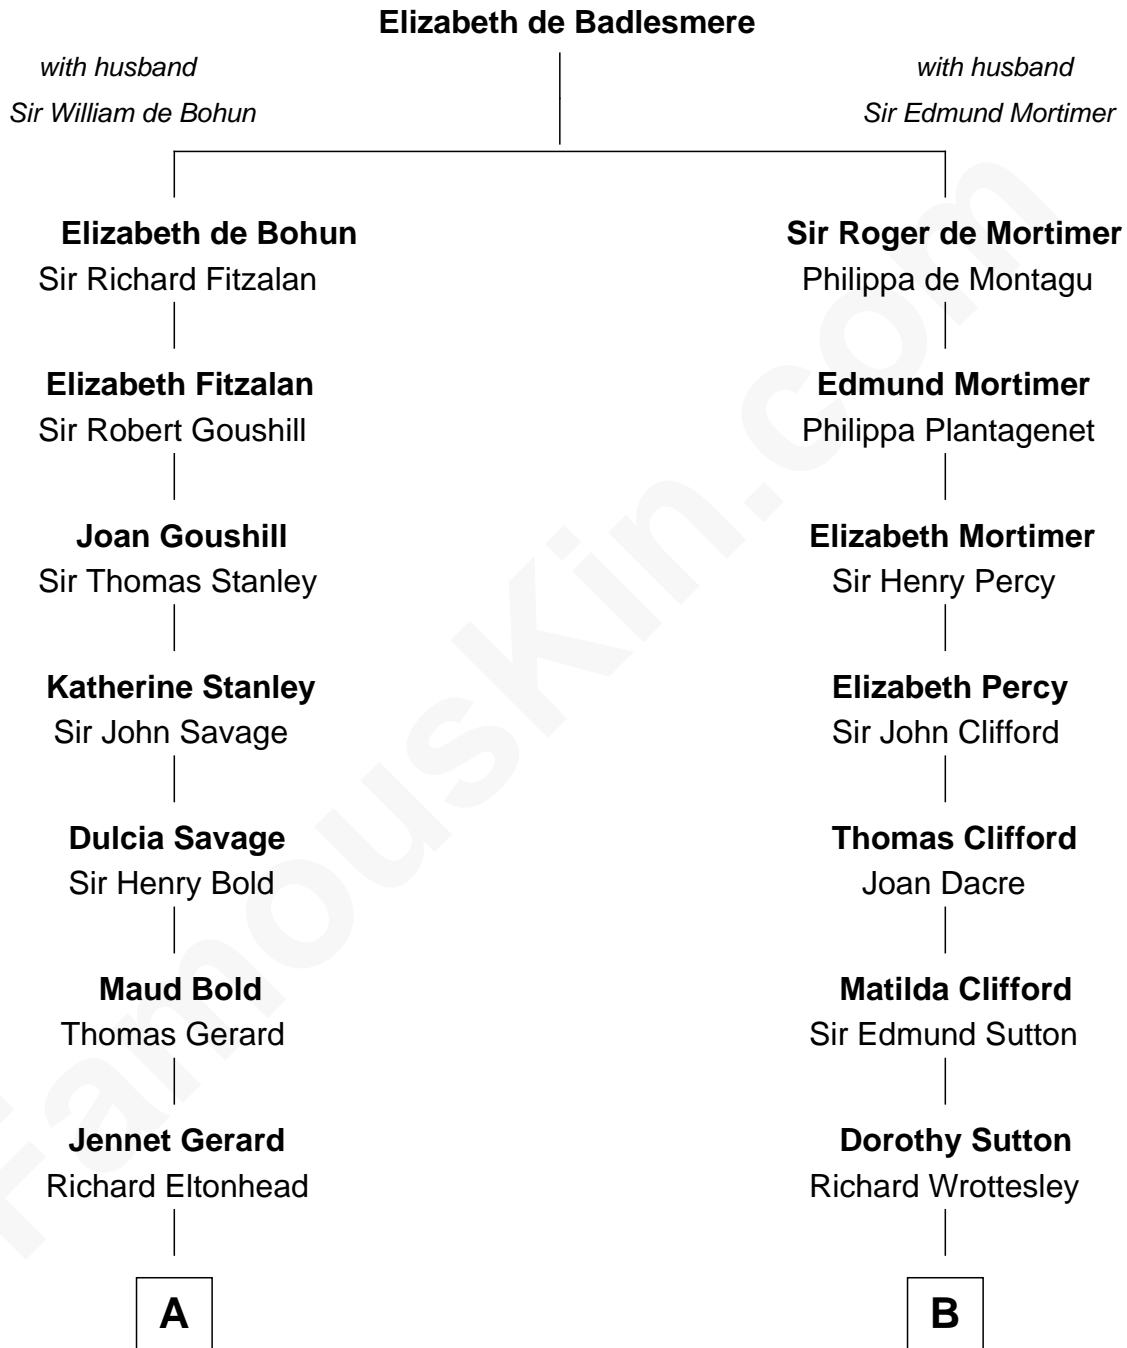 Elizabeth de Badlesmere
with husband
Sir William de Bohun
with husband
Sir Edmund Mortimer
Elizabeth de Bohun
Sir Richard Fitzalan
Sir Roger de Mortimer
Philippa de Montagu
Elizabeth Fitzalan
Sir Robert Goushill
Edmund Mortimer
Philippa Plantagenet
Joan Goushill
Sir Thomas Stanley
Elizabeth Mortimer
Sir Henry Percy
Katherine Stanley
Sir John Savage
Elizabeth Percy
Sir John Clifford
Dulcia Savage
Sir Henry Bold
Thomas Clifford
Joan Dacre
Maud Bold
Thomas Gerard
Matilda Clifford
Sir Edmund Sutton
Jennet Gerard
Richard Eltonhead
Dorothy Sutton
Richard Wrottesley
A
B
FamousKin.com